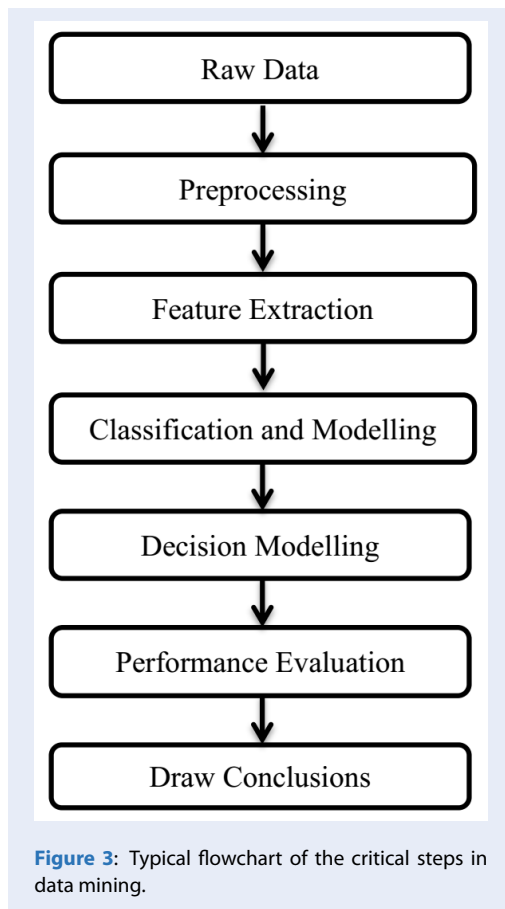 Raw Data
Preprocessing
Feature Extraction
Classification and Modelling
Decision Modelling
Performance Evaluation
Draw Conclusions
Figure 3: Typical flowchart of the critical steps in
data mining.